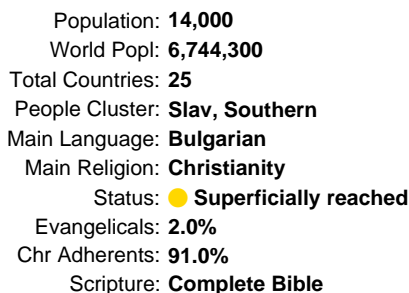 Population: 14,000
World Popl: 6,744,300
Total Countries: 25
People Cluster: Slav, Southern
Main Language: Bulgarian
Main Religion: Christianity
Status: Superficially reached
Evangelicals: 2.0%
Chr Adherents: 91.0%
Scripture: Complete Bible